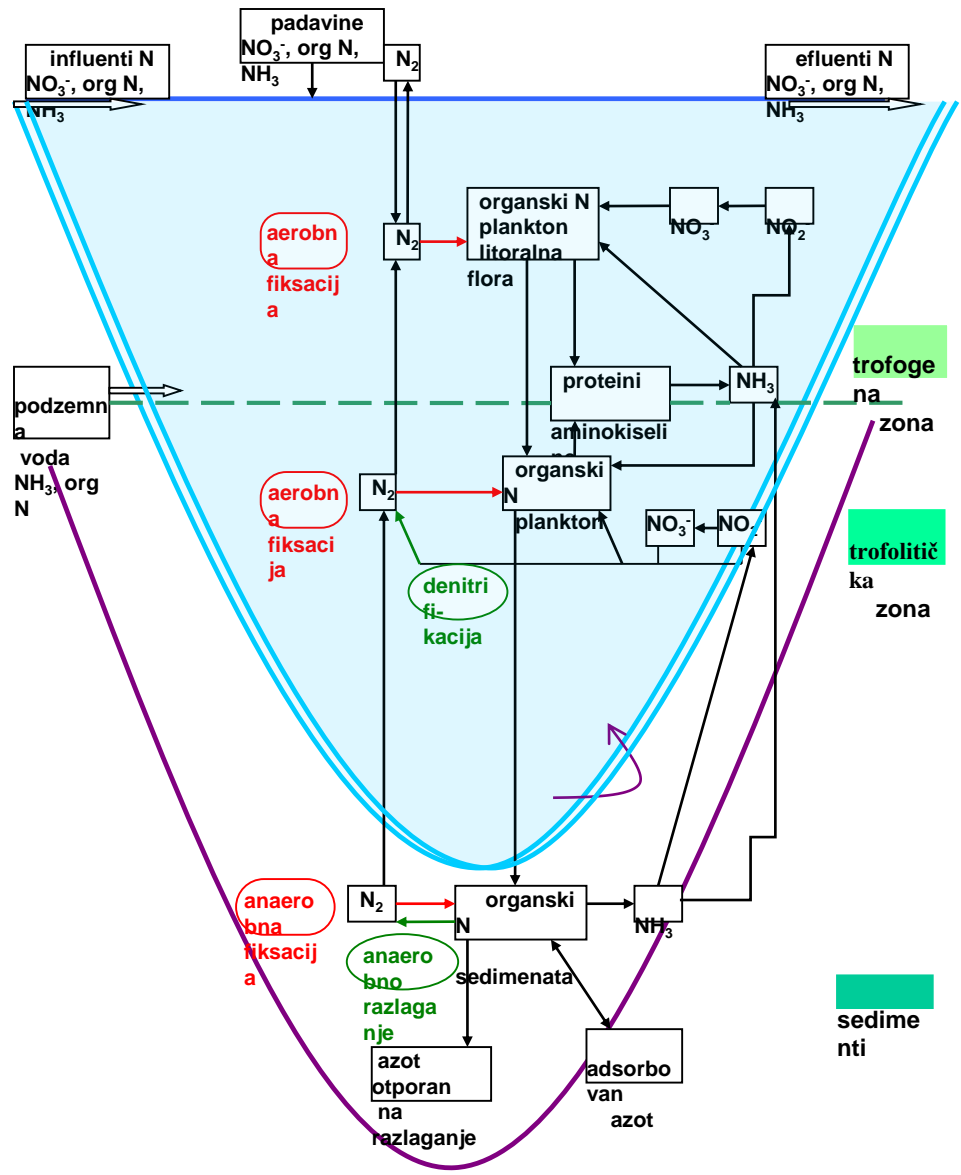 padavine
NO₃⁻, org N,
NH₃
N₂
influenti N
NO₃⁻, org N,
NH₃
efluenti N
NO₃⁻, org N,
NH₃
aerobn
a
fiksacij
a
N₂
organski N
plankton
litoralna
flora
NO₃⁻
NO₂⁻
podzemn
a
voda
NH₃, org
N
proteini
aminokiseli
NH₃
trofoge
na
zona
aerobn
a
fiksaci
ja
N₂
organski
N
plankton
NO₃⁻
NO₂⁻
trofolitič
ka
zona
denitri
fi-
kacija
anaero
bna
fiksacij
a
N₂
organski
N
sedimenata
NH₃
anaero
bno
razlaga
nje
azot
otporan
na
razlaganje
adsorbo
van
azot
sedime
nti